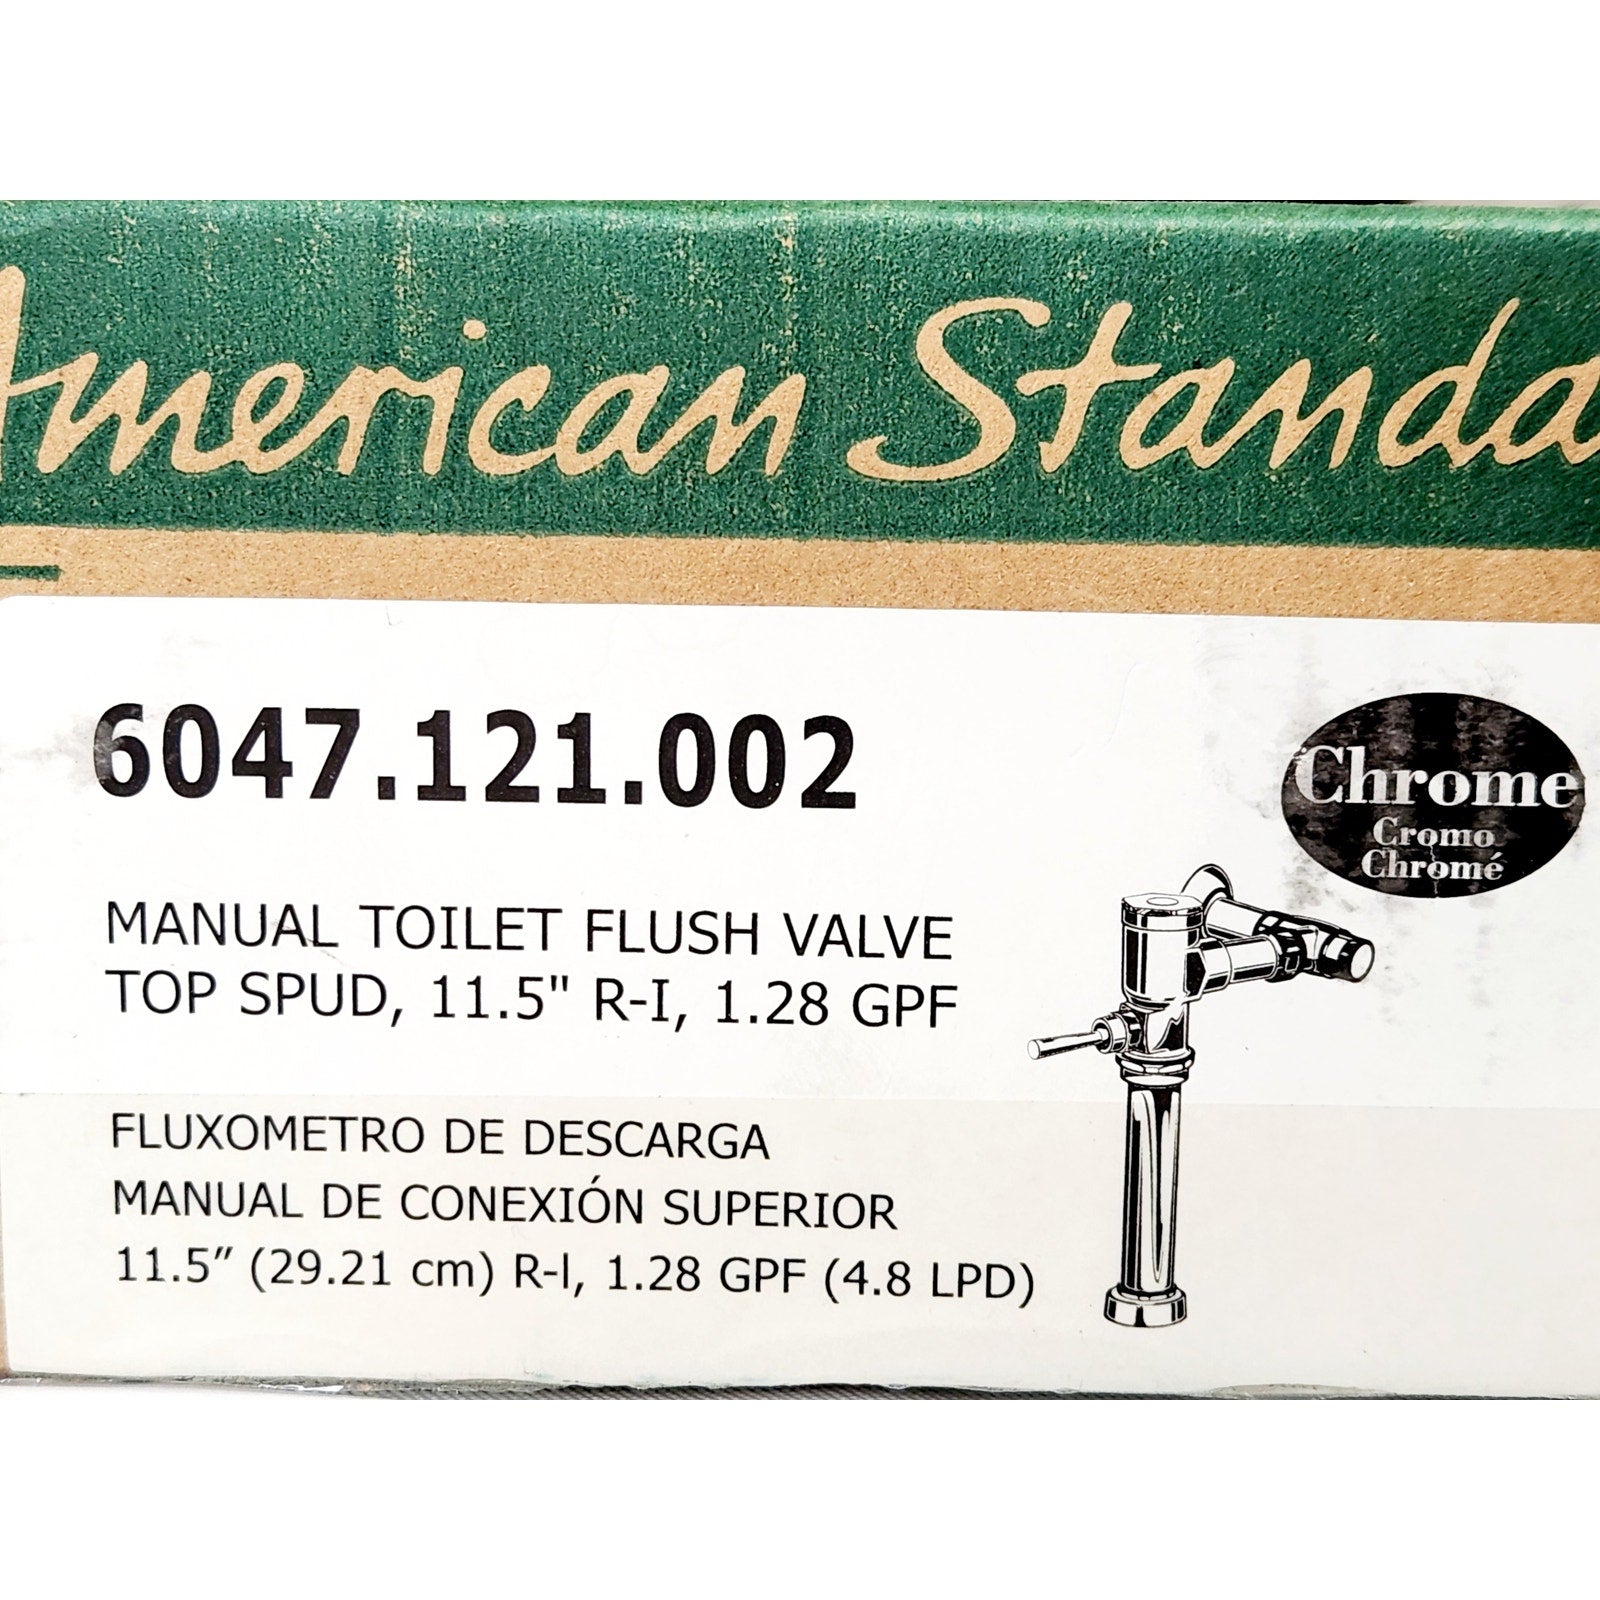 American Standa
6047.121.002
Chrome
Cromo
Chromé
MANUAL TOILET FLUSH VALVE
TOP SPUD, 11.5" R-I, 1.28 GPF
FLUXOMETRO DE DESCARGA
MANUAL DE CONEXIÓN SUPERIOR
11.5” (29.21 cm) R-I, 1.28 GPF (4.8 LPD)